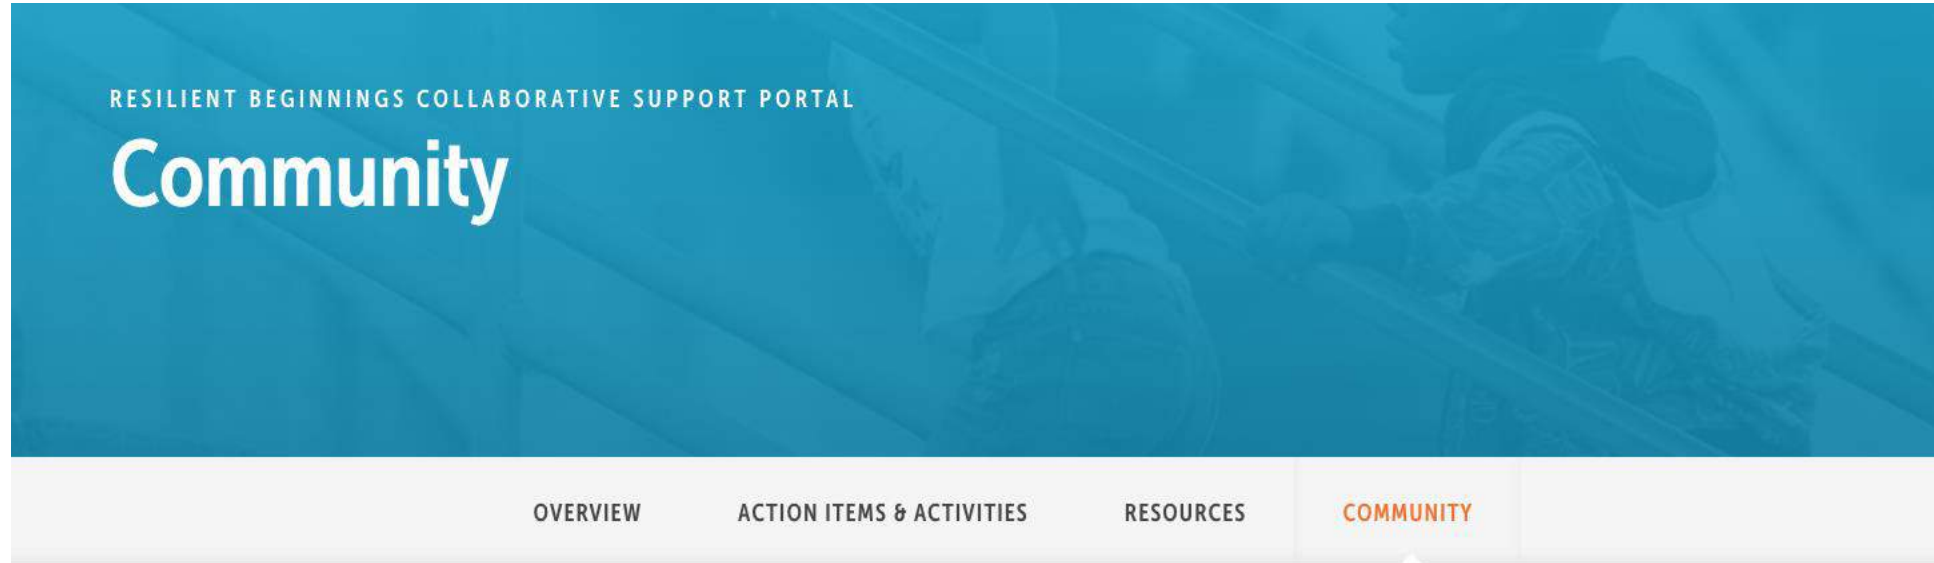 RESILIENT BEGINNINGS COLLABORATIVE SUPPORT PORTAL
Community
OVERVIEW ACTION ITEMS & ACTIVITIES RESOURCES COMMUNITY